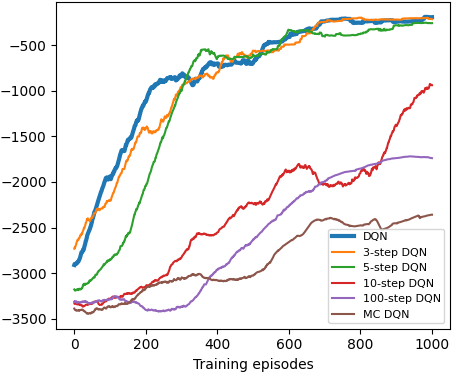 −500
−1000
−1500
−2000
−2500
−3000
−3500
0 200 400 600 800 1000
Training episodes
DQN
3-step DQN
5-step DQN
10-step DQN
100-step DQN
MC DQN